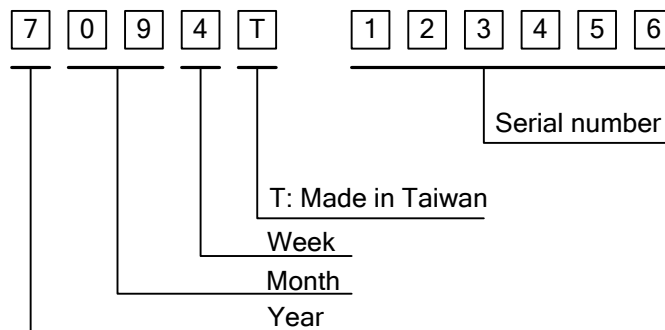 7 0 9 4 T 1 2 3 4 5 6
Serial number
T: Made in Taiwan
Week
Month
Year